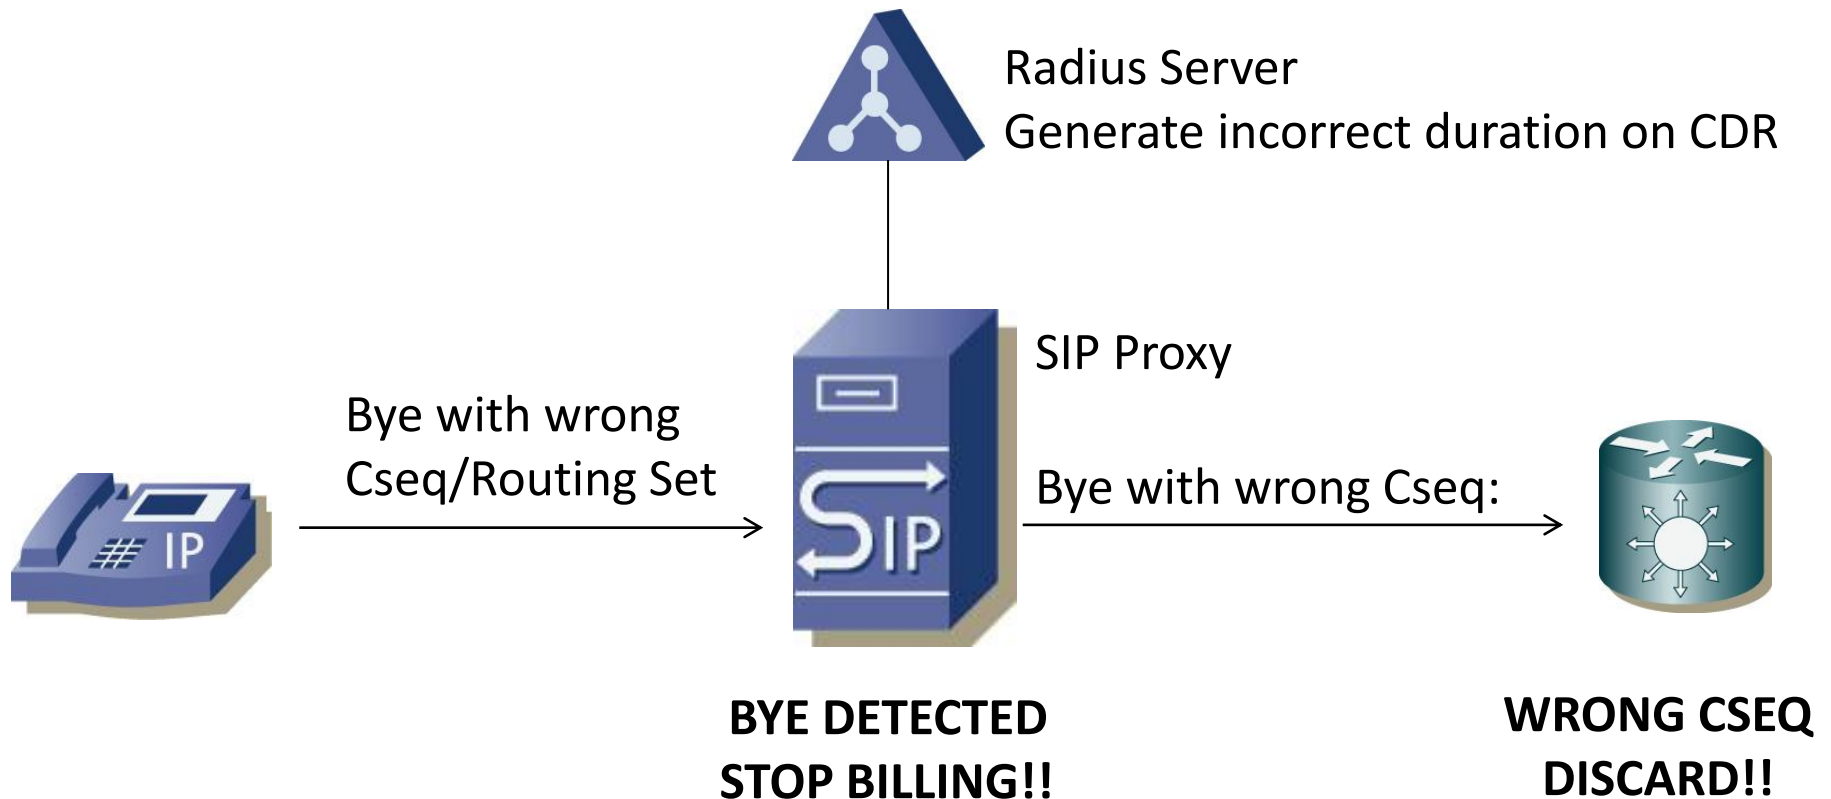 Radius Server
Generate incorrect duration on CDR
SIP Proxy
Bye with wrong
Cseq/Routing Set
Bye with wrong Cseq:
IP
SIP
BYE DETECTED
STOP BILLING!!
WRONG CSEQ
DISCARD!!